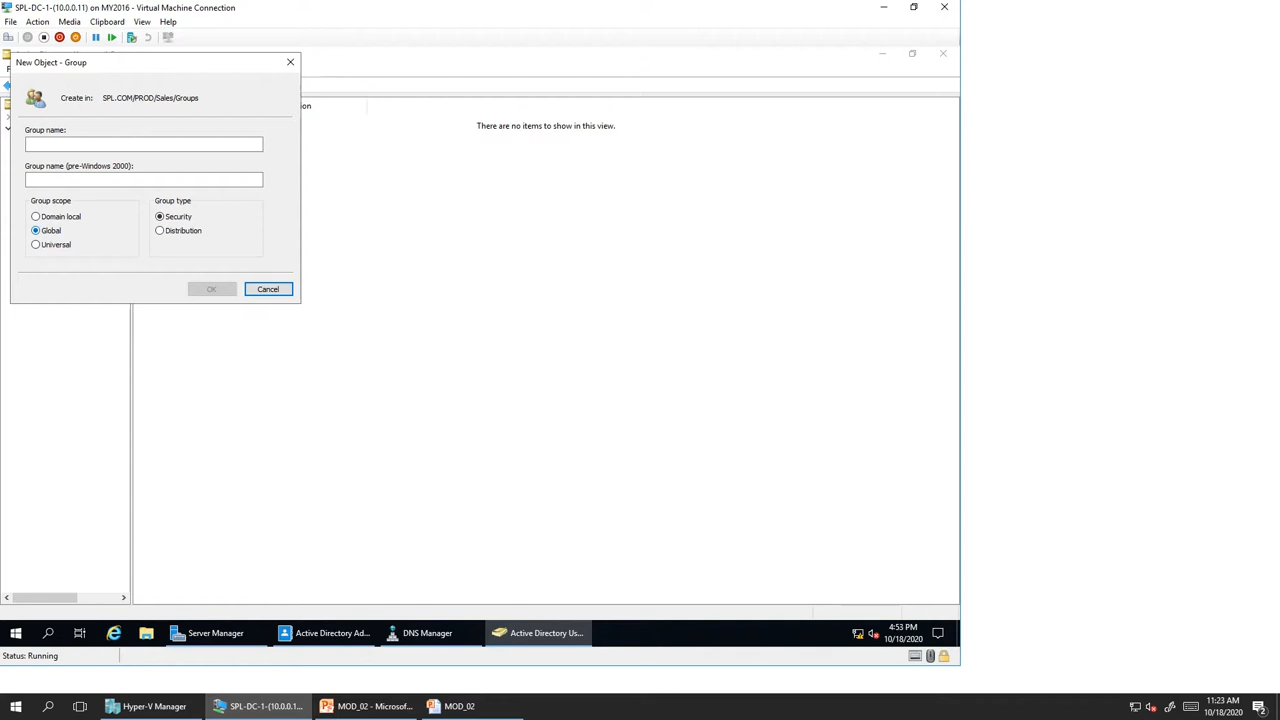 SPL-DC-1-(10.0.0.11) on MY2016 - Virtual Machine Connection
File Action Media Clipboard View Help
New Object - Group
Create in: SPL.COM/PROD/Sales/Groups
There are no items to show in this view.
Group name:
Group name (pre-Windows 2000):
Group scope
Group type
Domain local
Security
Global
Distribution
Universal
OK
Cancel
Server Manager
Active Directory Ad...
DNS Manager
Active Directory Us...
4:53 PM
10/18/2020
Status: Running
Hyper-V Manager
SPL-DC-1-(10.0.0.1...
MOD_02 - Microsof...
MOD_02
11:23 AM
10/18/2020
2